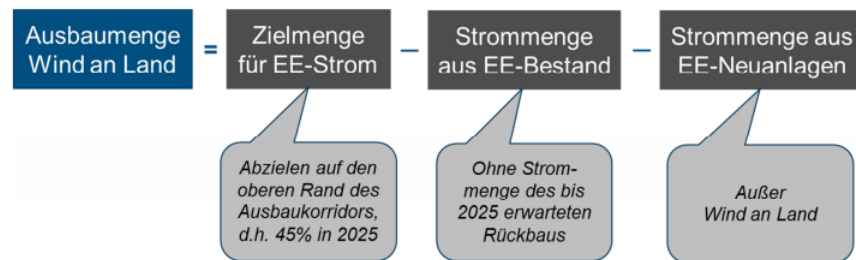 Ausbaumenge
Wind an Land
=
Zielmenge
für EE-Strom
–
Strommenge
aus EE-Bestand
–
Strommenge aus
EE-Neuanlagen
Abzielen auf den
oberen Rand des
Ausbaukorridors,
d.h. 45% in 2025
Ohne Strom-
menge des bis
2025 erwarteten
Rückbaus
Außer
Wind an Land